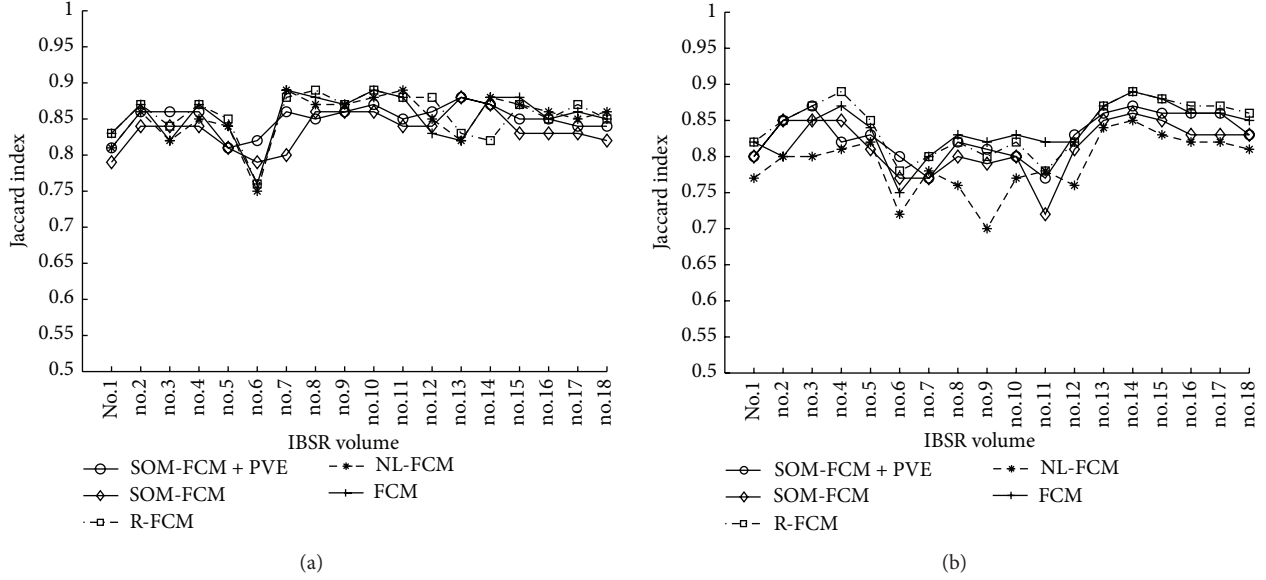 1
0.95
0.9
0.85
0.8
0.75
0.7
0.65
0.6
0.55
0.5
Jaccard index
No.1
no.2
no.3
no.4
no.5
no.6
no.7
no.8
no.9
no.10
no.11
no.12
no.13
no.14
no.15
no.16
no.17
no.18
IBSR volume
SOM-FCM + PVE
SOM-FCM
R-FCM
NL-FCM
FCM
(a)
1
0.95
0.9
0.85
0.8
0.75
0.7
0.65
0.6
0.55
0.5
Jaccard index
No.1
no.2
no.3
no.4
no.5
no.6
no.7
no.8
no.9
no.10
no.11
no.12
no.13
no.14
no.15
no.16
no.17
no.18
IBSR volume
SOM-FCM + PVE
SOM-FCM
R-FCM
NL-FCM
FCM
(b)